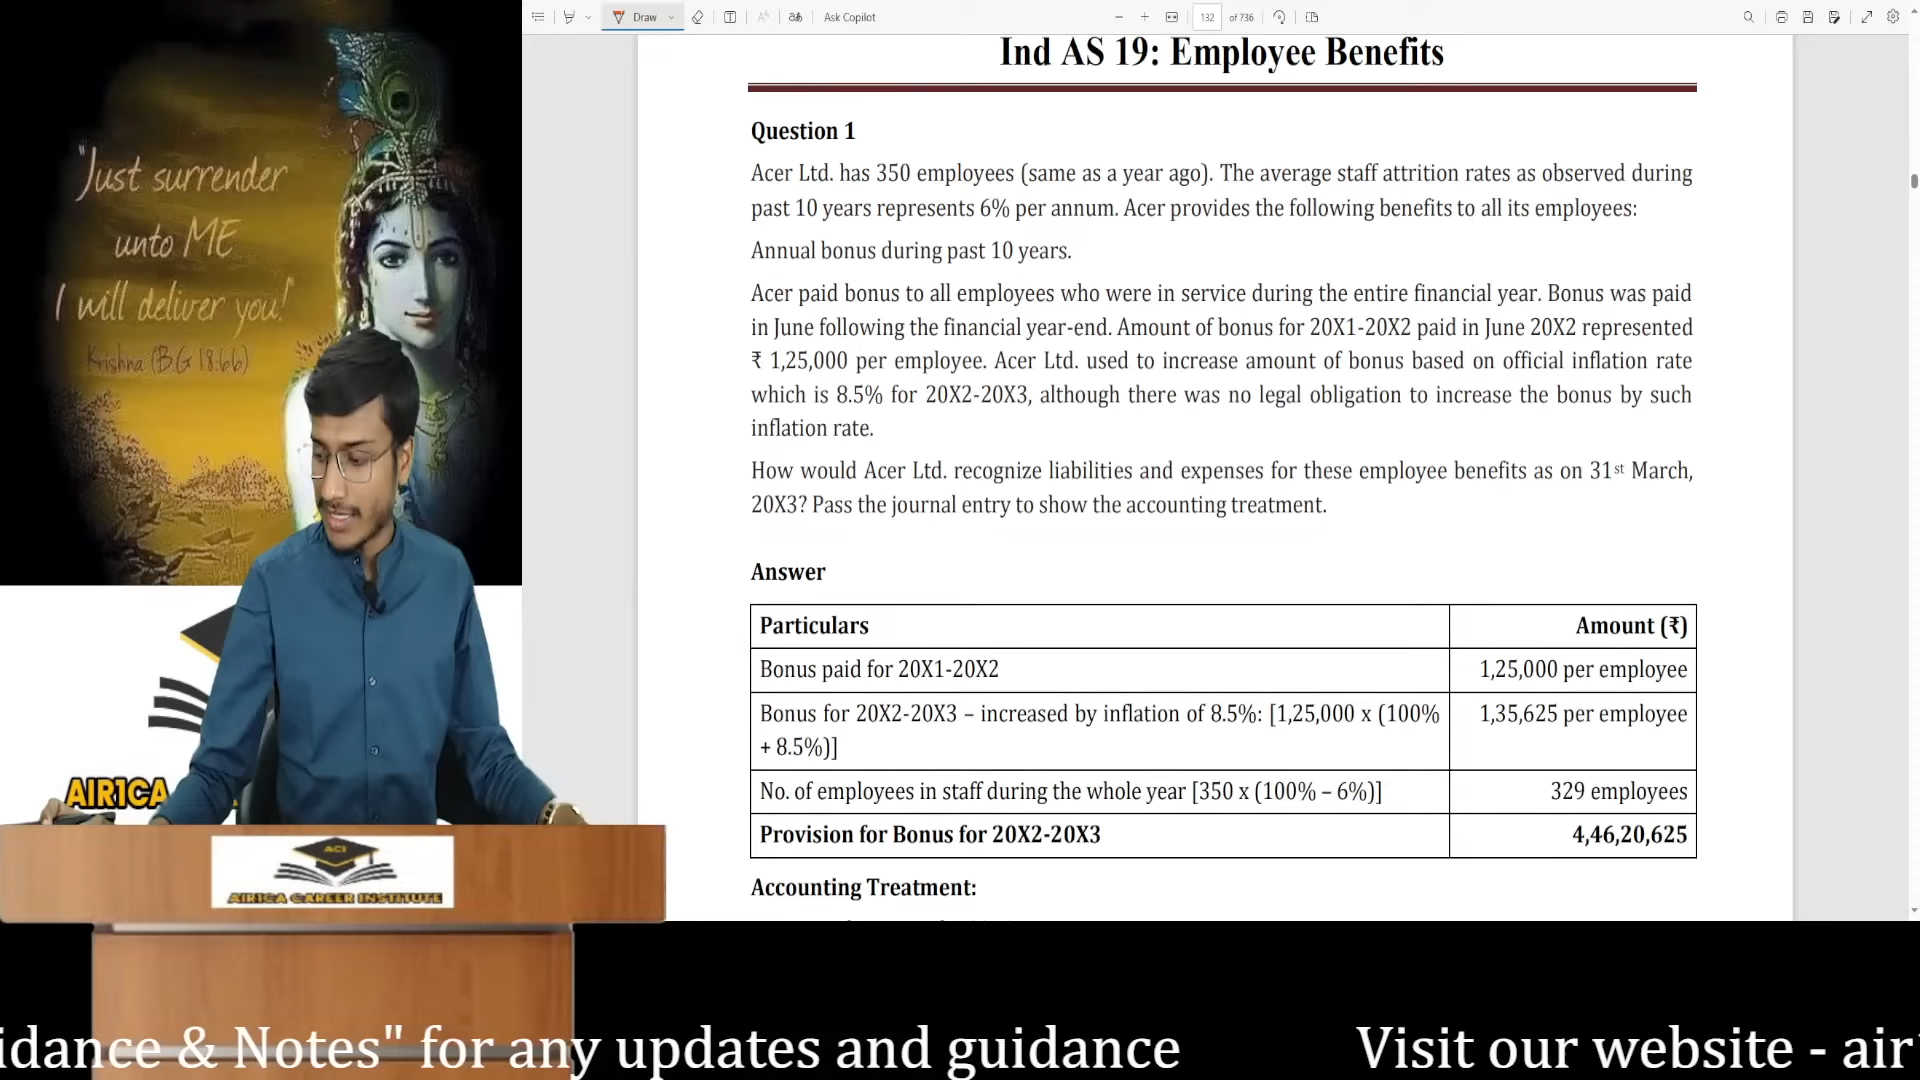 Draw
Ask Copilot
132
of 736
Ind AS 19: Employee Benefits
Question 1
Acer Ltd. has 350 employees (same as a year ago). The average staff attrition rates as observed during
past 10 years represents 6% per annum. Acer provides the following benefits to all its employees:
Annual bonus during past 10 years.
Acer paid bonus to all employees who were in service during the entire financial year. Bonus was paid
in June following the financial year-end. Amount of bonus for 20X1-20X2 paid in June 20X2 represented
₹ 1,25,000 per employee. Acer Ltd. used to increase amount of bonus based on official inflation rate
which is 8.5% for 20X2-20X3, although there was no legal obligation to increase the bonus by such
inflation rate.
How would Acer Ltd. recognize liabilities and expenses for these employee benefits as on 31st March,
20X3? Pass the journal entry to show the accounting treatment.
Answer
Particulars Amount (₹)
Bonus paid for 20X1-20X2 1,25,000 per employee
Bonus for 20X2-20X3 – increased by inflation of 8.5%: [1,25,000 x (100% 1,35,625 per employee
+ 8.5%)]
No. of employees in staff during the whole year [350 x (100% – 6%)] 329 employees
Provision for Bonus for 20X2-20X3 4,46,20,625
Accounting Treatment:
"Just surrender
unto ME
I will deliver you!"
Krishna (B.G 18:66)
AIR1CA
ACI
AIR1CA CAREER INSTITUTE
idance & Notes" for any updates and guidance Visit our website - air